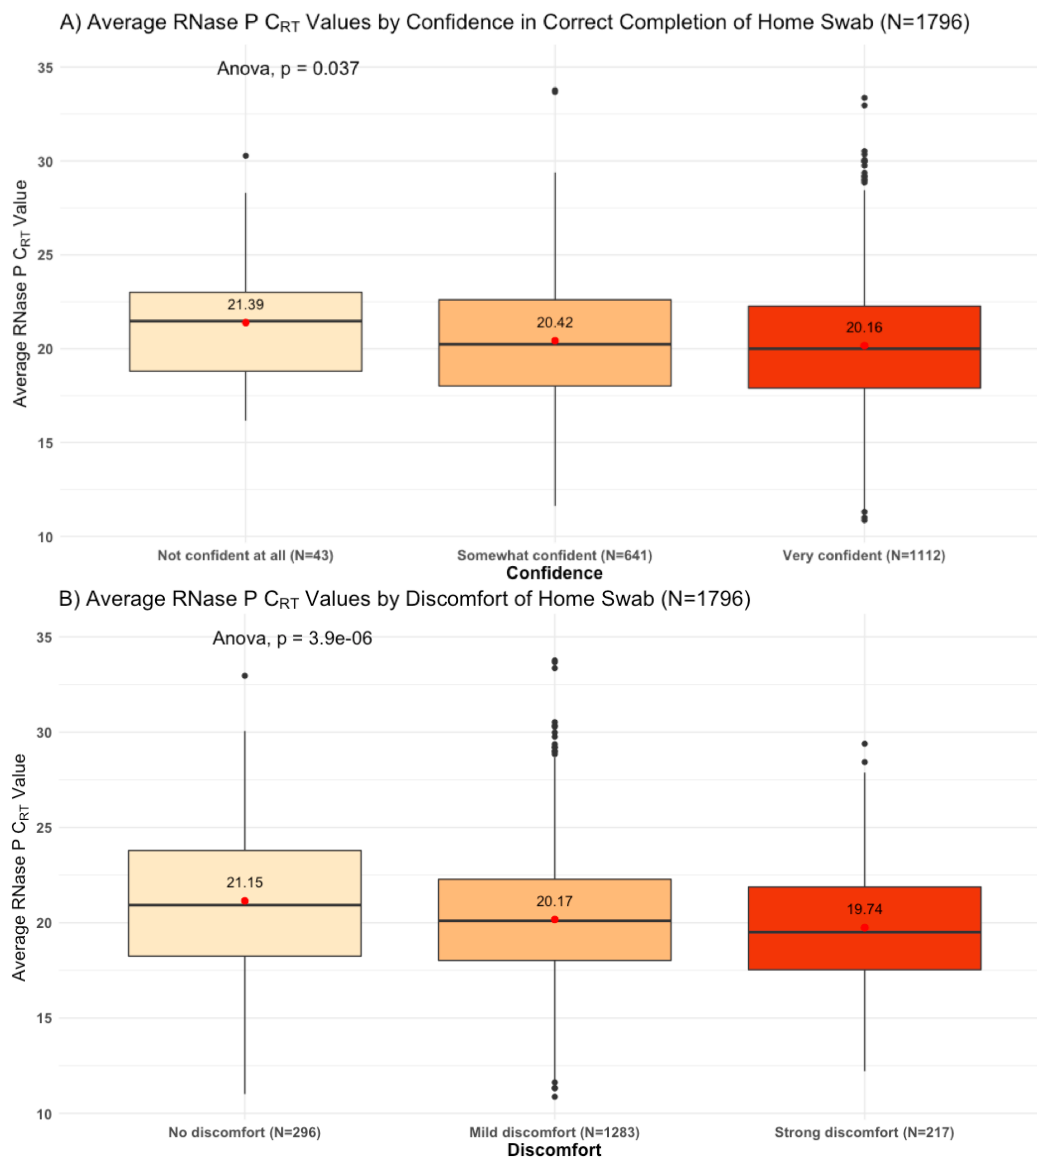 A) Average RNase P CRT Values by Confidence in Correct Completion of Home Swab (N=1796)
Anova, p = 0.037
Average RNase P CRT Value
35
30
25
20
15
10
21.39
20.42
20.16
Not confident at all (N=43)
Somewhat confident (N=641)
Very confident (N=1112)
Confidence
B) Average RNase P CRT Values by Discomfort of Home Swab (N=1796)
Anova, p = 3.9e-06
Average RNase P CRT Value
35
30
25
20
15
10
21.15
20.17
19.74
No discomfort (N=296)
Mild discomfort (N=1283)
Strong discomfort (N=217)
Discomfort